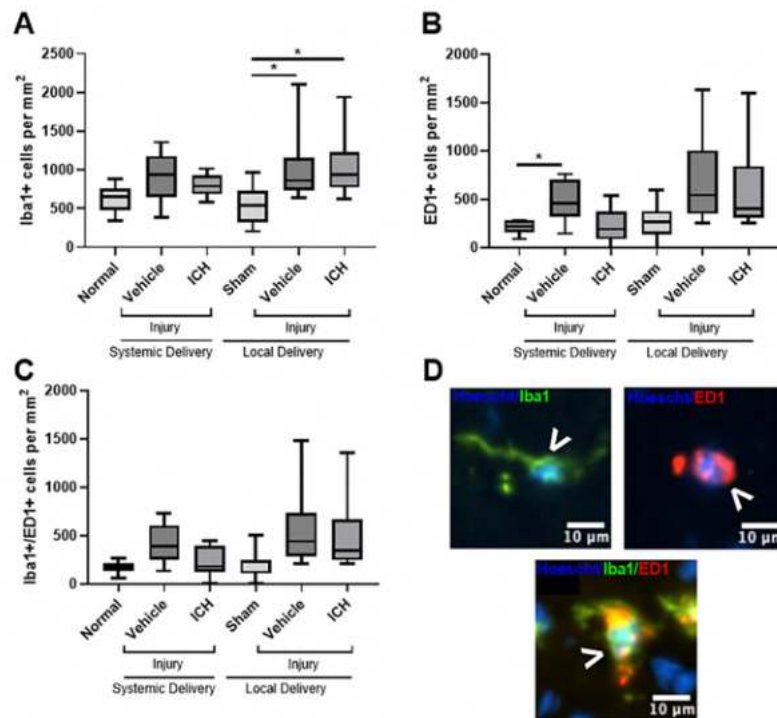 A
Iba1+ cells per mm²
2500
2000
1500
1000
500
0
*
*
Normal
Vehicle
ICH
Sham
Vehicle
ICH
Injury
Injury
Systemic Delivery
Local Delivery
B
ED1+ cells per mm²
2000
1500
1000
500
0
*
Normal
Vehicle
ICH
Sham
Vehicle
ICH
Injury
Injury
Systemic Delivery
Local Delivery
C
Iba1+/ED1+ cells per mm²
2000
1500
1000
500
0
Normal
Vehicle
ICH
Sham
Vehicle
ICH
Injury
Injury
Systemic Delivery
Local Delivery
D
Hoescht/Iba1
10 µm
Hoescht/ED1
10 µm
Hoescht/Iba1/ED1
10 µm